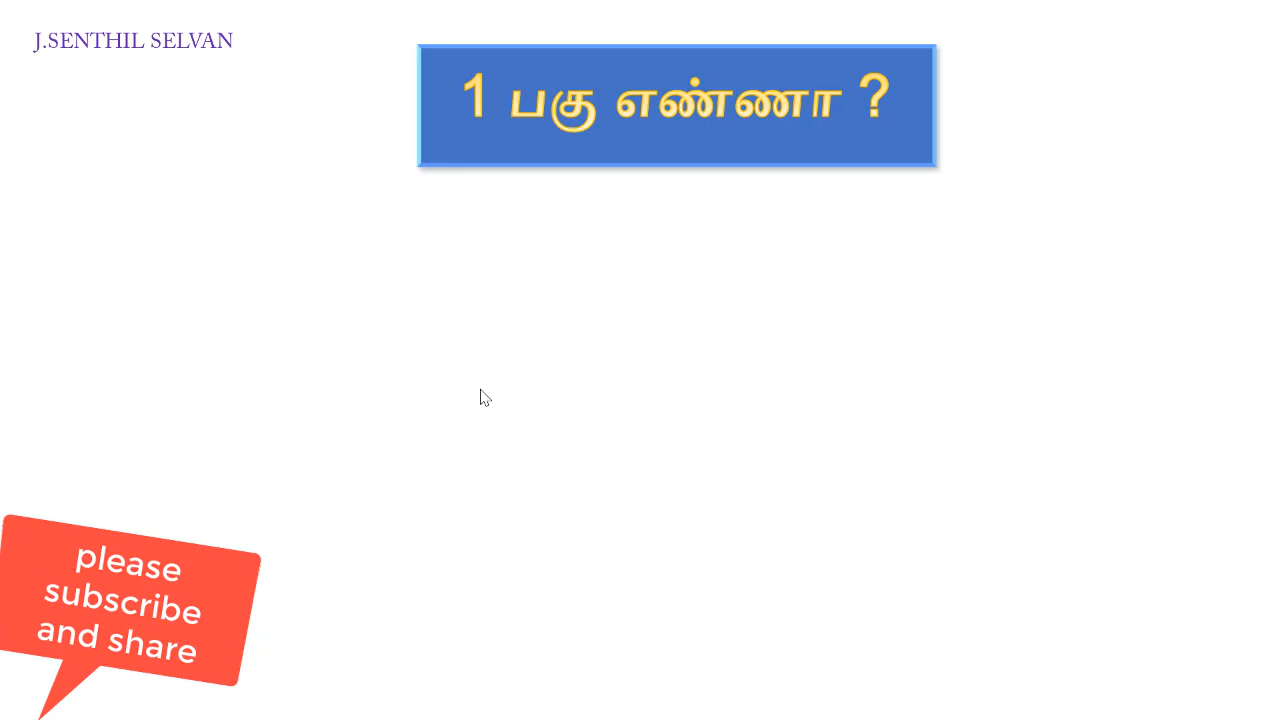 J.SENTHIL SELVAN
1 பகு எண்ணா ?
please
subscribe
and share